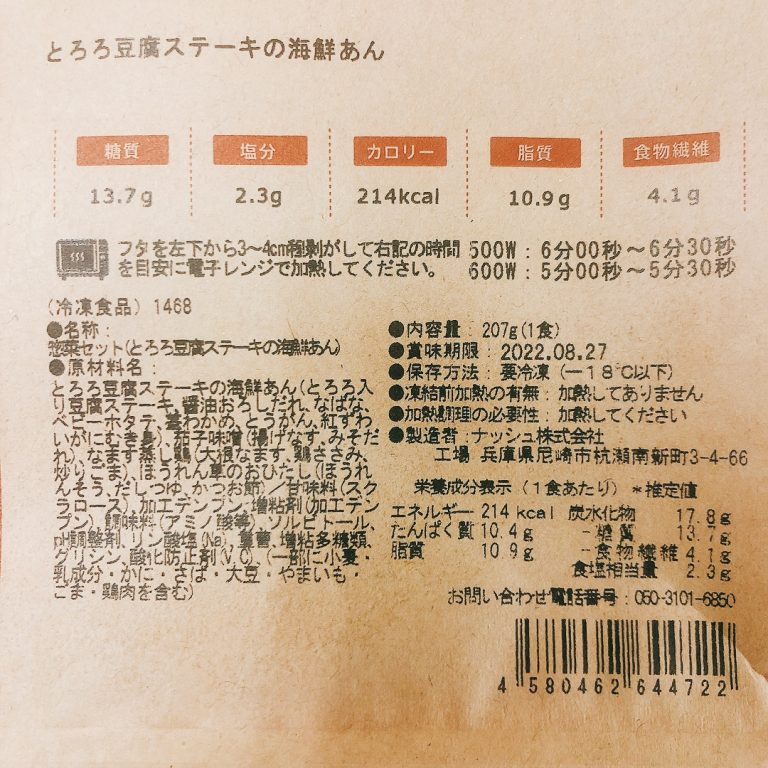 とろろ豆腐ステーキの海鮮あん
糖質 塩分 カロリー 脂質 食物繊維
13.7g 2.3g 214kcal 10.9g 4.1g
フタを左下から3〜4cm程剥がして右記の時間
を目安に電子レンジで加熱してください。
500W：6分00秒〜6分30秒
600W：5分00秒〜5分30秒
(冷凍食品) 1468
●名称：
惣菜セット(とろろ豆腐ステーキの海鮮あん)
●原材料名：
とろろ豆腐ステーキの海鮮あん(とろろ入
り豆腐ステーキ、醤油おろしだれ、なばな、
ベビーホタテ、茎わかめ、とうがん、紅ずわ
いがにむき身)、茄子味噌(揚げなす、みそだ
れ)、なます蒸し鶏(大根なます、鶏ささみ、
炒りごま)、ほうれん草のおひたし(ほうれ
んそう、だしつゆ、かつお節)／甘味料(スク
ラロース)、加工デンプン、増粘剤(加工デン
プン)、調味料(アミノ酸等)、ソルビトール、
pH調整剤、リン酸塩(Na)、重曹、増粘多糖類、
グリシン、酸化防止剤(V.C)、(一部に小麦・
乳成分・かに・さば・大豆・やまいも・
ごま・鶏肉を含む)
●内容量：207g(1食)
●賞味期限：2022.08.27
●保存方法：要冷凍(－18℃以下)
●凍結前加熱の有無：加熱してありません
●加熱調理の必要性：加熱してください
●製造者：ナッシュ株式会社
工場 兵庫県尼崎市杭瀬南新町3-4-66
栄養成分表示(1食あたり) *推定値
エネルギー 214kcal 炭水化物 17.8g
たんぱく質 10.4g －糖質 13.7g
脂質 10.9g －食物繊維 4.1g
食塩相当量 2.3g
お問い合わせ電話番号：050-3101-6850
4 580462 644722